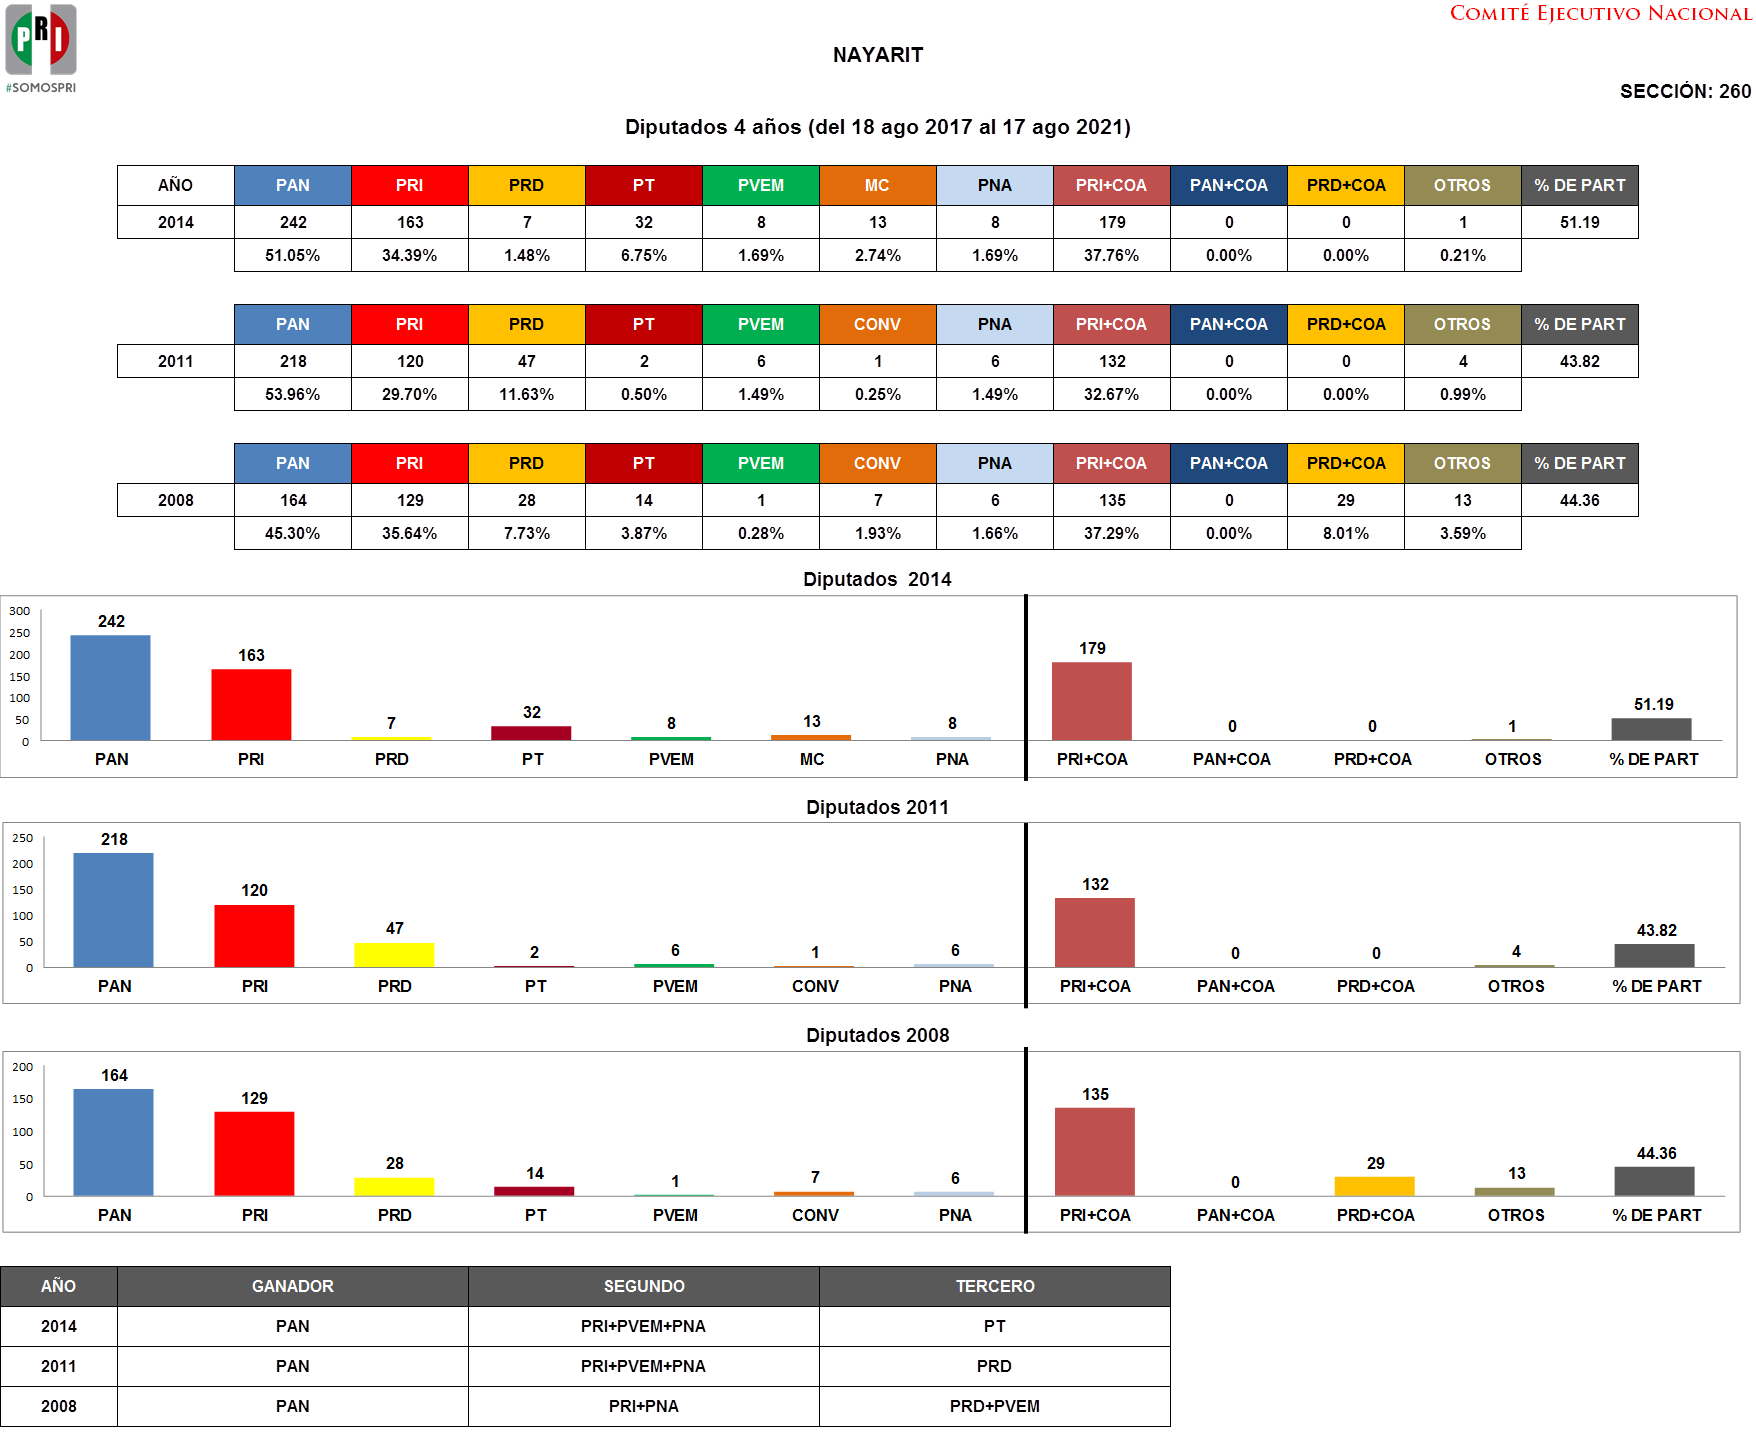 COMITÉ EJECUTIVO NACIONAL
PRI
#SOMOSPRI
NAYARIT
SECCIÓN: 260
Diputados 4 años (del 18 ago 2017 al 17 ago 2021)
AÑO PAN PRI PRD PT PVEM MC PNA PRI+COA PAN+COA PRD+COA OTROS % DE PART
2014 242 163 7 32 8 13 8 179 0 0 1 51.19
51.05% 34.39% 1.48% 6.75% 1.69% 2.74% 1.69% 37.76% 0.00% 0.00% 0.21%
PAN PRI PRD PT PVEM CONV PNA PRI+COA PAN+COA PRD+COA OTROS % DE PART
2011 218 120 47 2 6 1 6 132 0 0 4 43.82
53.96% 29.70% 11.63% 0.50% 1.49% 0.25% 1.49% 32.67% 0.00% 0.00% 0.99%
PAN PRI PRD PT PVEM CONV PNA PRI+COA PAN+COA PRD+COA OTROS % DE PART
2008 164 129 28 14 1 7 6 135 0 29 13 44.36
45.30% 35.64% 7.73% 3.87% 0.28% 1.93% 1.66% 37.29% 0.00% 8.01% 3.59%
Diputados 2014
300
250
200
150
100
50
0
242 163 7 32 8 13 8 179 0 0 1 51.19
PAN PRI PRD PT PVEM MC PNA PRI+COA PAN+COA PRD+COA OTROS % DE PART
Diputados 2011
250
200
150
100
50
0
218 120 47 2 6 1 6 132 0 0 4 43.82
PAN PRI PRD PT PVEM CONV PNA PRI+COA PAN+COA PRD+COA OTROS % DE PART
Diputados 2008
200
150
100
50
0
164 129 28 14 1 7 6 135 0 29 13 44.36
PAN PRI PRD PT PVEM CONV PNA PRI+COA PAN+COA PRD+COA OTROS % DE PART
AÑO GANADOR SEGUNDO TERCERO
2014 PAN PRI+PVEM+PNA PT
2011 PAN PRI+PVEM+PNA PRD
2008 PAN PRI+PNA PRD+PVEM